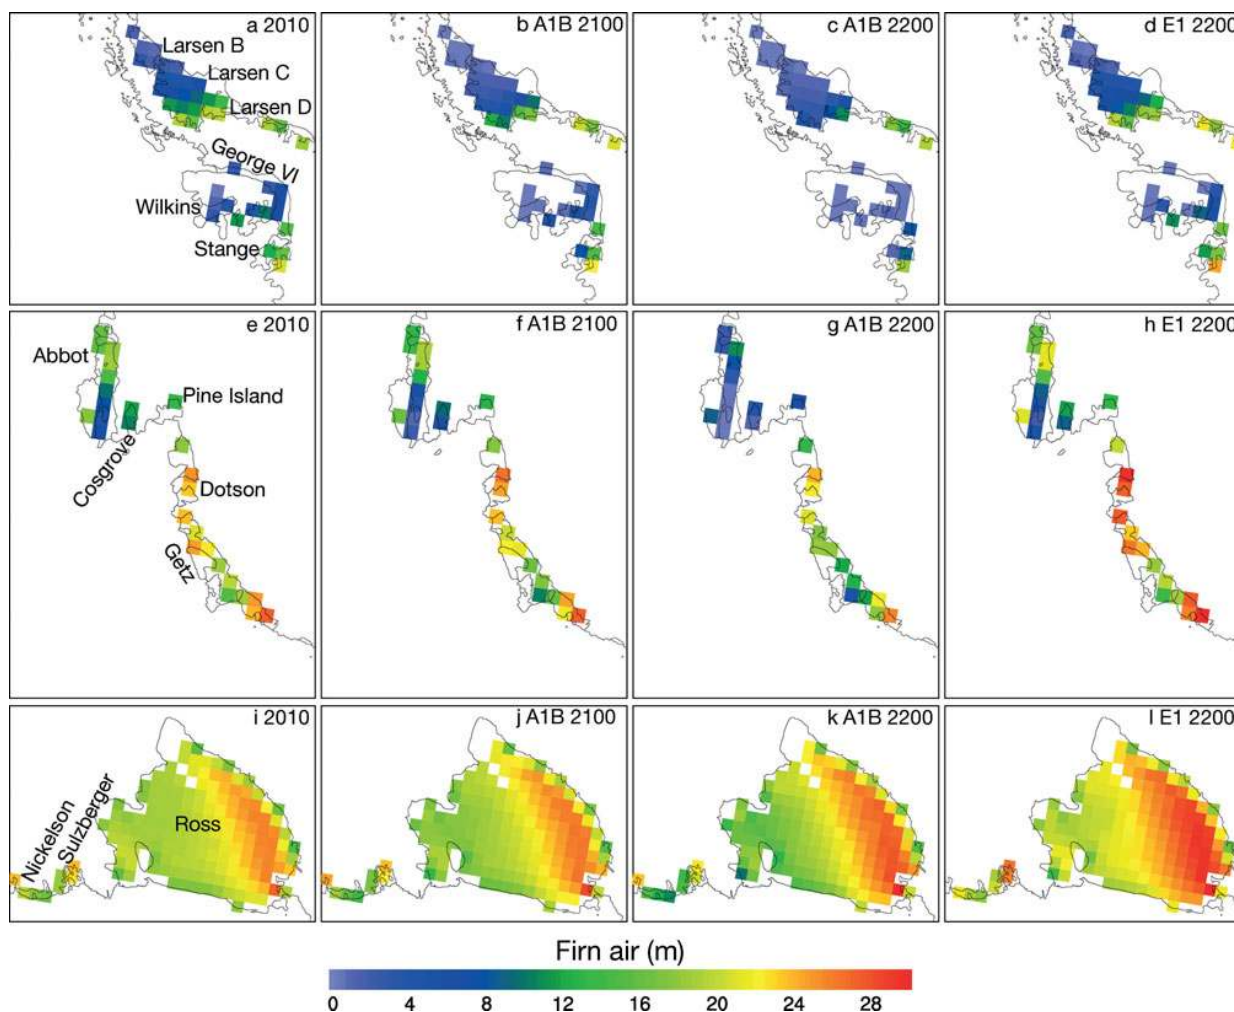 a 2010
Larsen B
Larsen C
Larsen D
George VI
Wilkins
Stange
b A1B 2100
c A1B 2200
d E1 2200
e 2010
Abbot
Pine Island
Cosgrove
Dotson
Getz
f A1B 2100
g A1B 2200
h E1 2200
i 2010
Nickelson
Sulzberger
Ross
j A1B 2100
k A1B 2200
l E1 2200
Firn air (m)
0 4 8 12 16 20 24 28